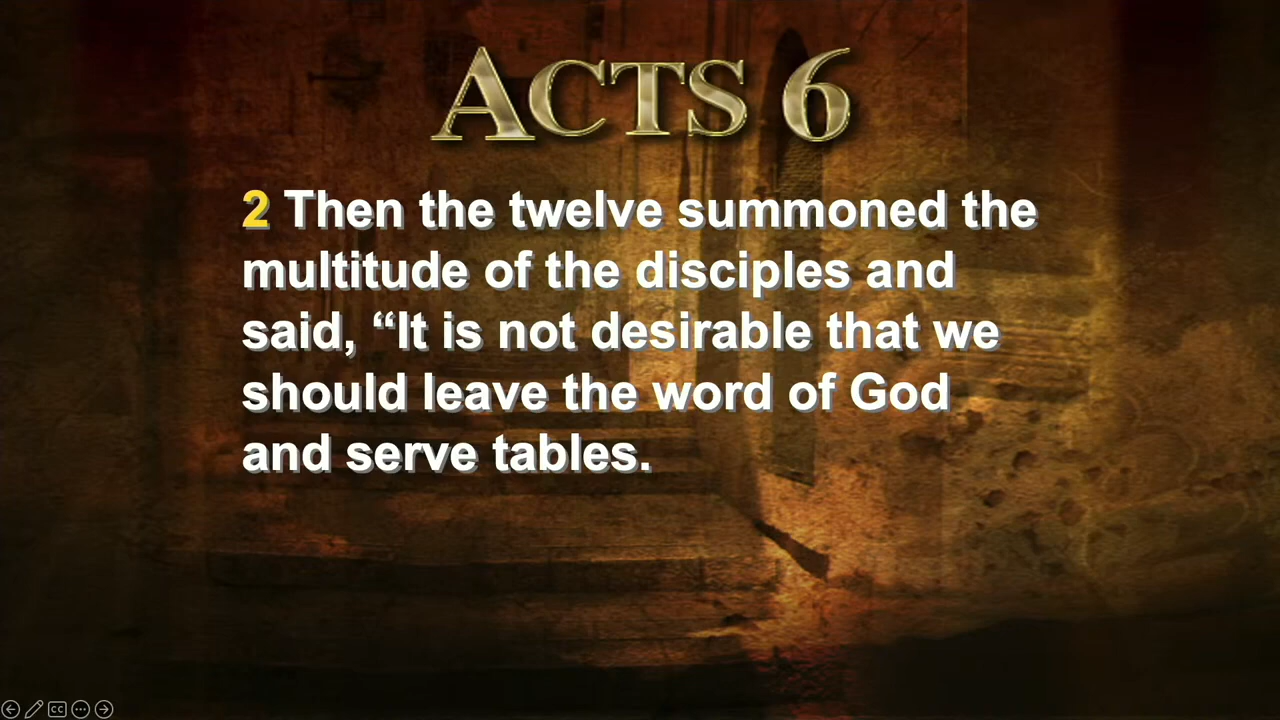 ACTS 6
2 Then the twelve summoned the
multitude of the disciples and
said, “It is not desirable that we
should leave the word of God
and serve tables.
CC